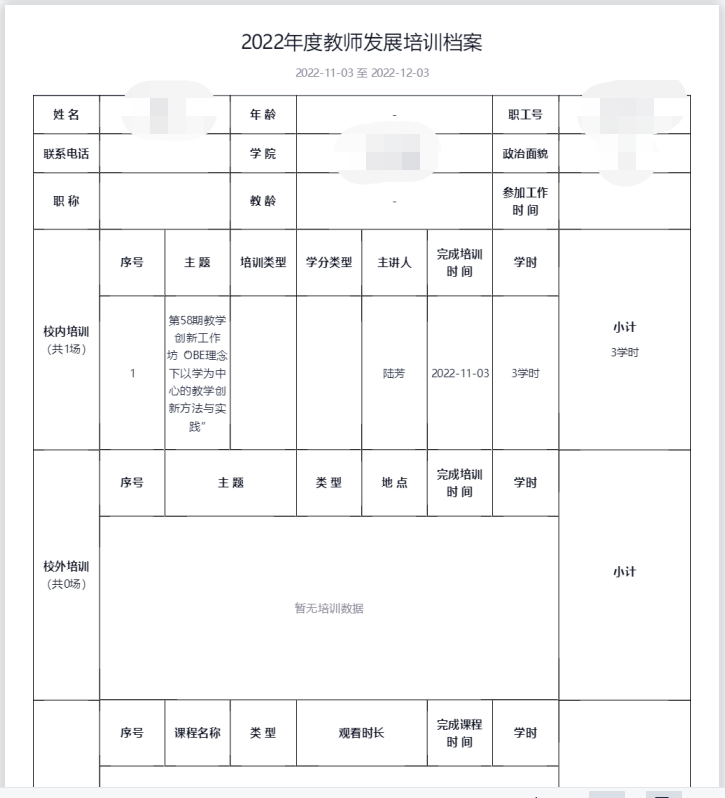 2022年度教师发展培训档案
2022-11-03 至 2022-12-03
姓 名 年 龄 - 职工号
联系电话 学 院 政治面貌
职 称 教 龄 - 参加工作
时 间
序号 主 题 培训类型 学分类型 主讲人 完成培训
时 间 学时
校内培训
(共1场)
1
第58期教学
创新工作
坊“OBE理念
下以学为中
心的教学创
新方法与实
践”
陆芳 2022-11-03 3学时
小计
3学时
序号 主 题 类 型 地 点 完成培训
时 间 学时
校外培训
(共0场)
暂无培训数据
小计
序号 课程名称 类 型 观看时长 完成课程
时 间 学时